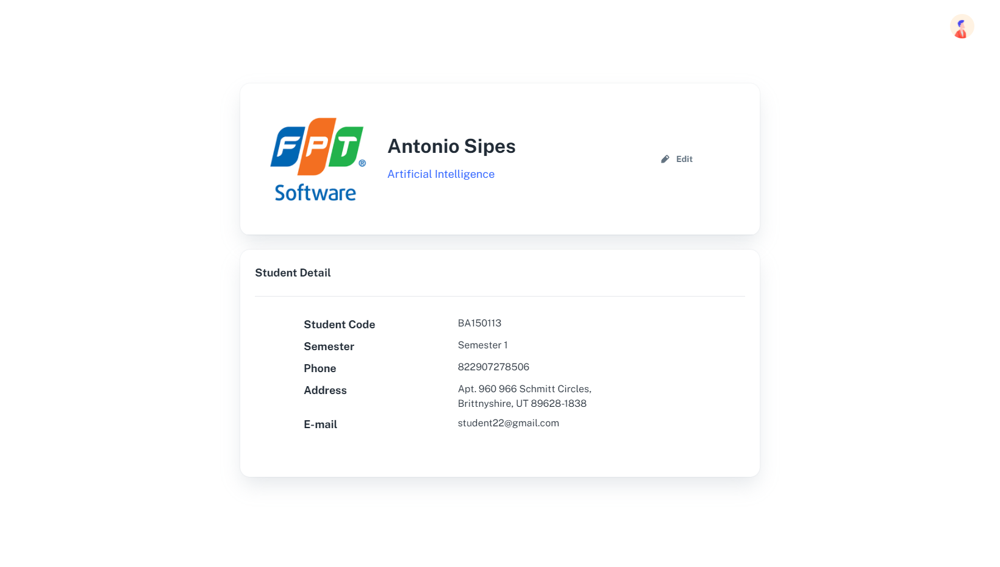 FPT®
Software
Antonio Sipes
Artificial Intelligence
Edit
Student Detail
Student Code BA150113
Semester Semester 1
Phone 822907278506
Address Apt. 960 966 Schmitt Circles,
Brittnyshire, UT 89628-1838
E-mail student22@gmail.com